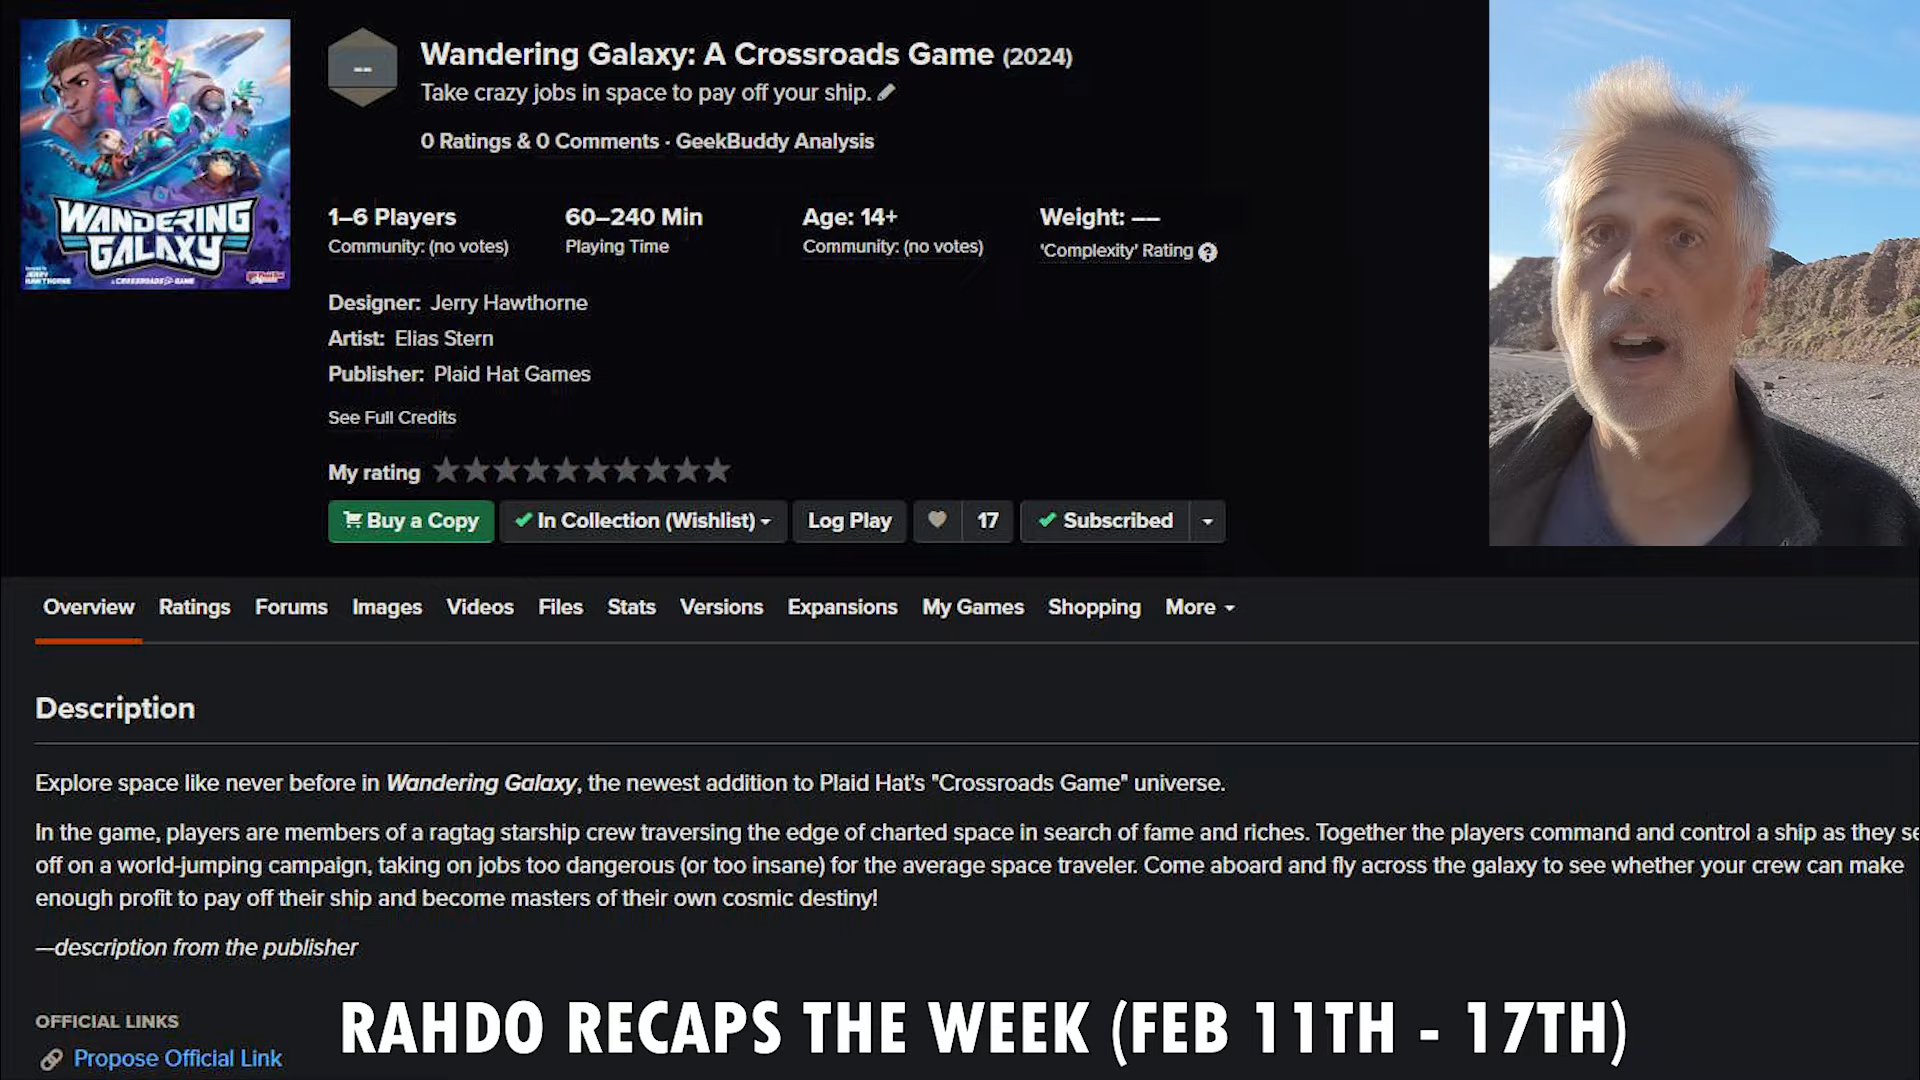 WANDERING
GALAXY
JERRY
HAWTHORNE
A CROSSROADS GAME
--
Wandering Galaxy: A Crossroads Game (2024)
Take crazy jobs in space to pay off your ship.
0 Ratings & 0 Comments · GeekBuddy Analysis
1–6 Players 60–240 Min Age: 14+ Weight: —
Community: (no votes) Playing Time Community: (no votes) 'Complexity' Rating ?
Designer: Jerry Hawthorne
Artist: Elias Stern
Publisher: Plaid Hat Games
See Full Credits
My rating
Buy a Copy In Collection (Wishlist) Log Play 17 Subscribed
Overview Ratings Forums Images Videos Files Stats Versions Expansions My Games Shopping More
Description
Explore space like never before in Wandering Galaxy, the newest addition to Plaid Hat's "Crossroads Game" universe.
In the game, players are members of a ragtag starship crew traversing the edge of charted space in search of fame and riches. Together the players command and control a ship as they se
off on a world-jumping campaign, taking on jobs too dangerous (or too insane) for the average space traveler. Come aboard and fly across the galaxy to see whether your crew can make
enough profit to pay off their ship and become masters of their own cosmic destiny!
—description from the publisher
OFFICIAL LINKS
Propose Official Link
RAHDO RECAPS THE WEEK (FEB 11TH - 17TH)